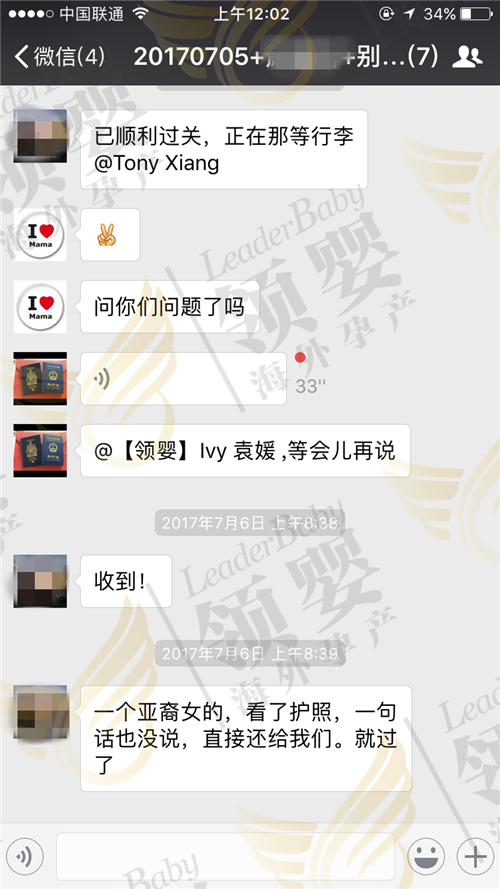 中国联通 上午12:02 34%
微信(4) 20170705+ +别...(7)
已顺利过关，正在那等行李
@Tony Xiang
I ❤
Mama
✌
I ❤
Mama
问你们问题了吗
33"
@【领婴】Ivy 袁媛 ,等会儿再说
2017年7月6日 上午8:38
收到！
2017年7月6日 上午8:39
一个亚裔女的，看了护照，一句
话也没说，直接还给我们。就过
了
LeaderBaby
领婴
海外孕产